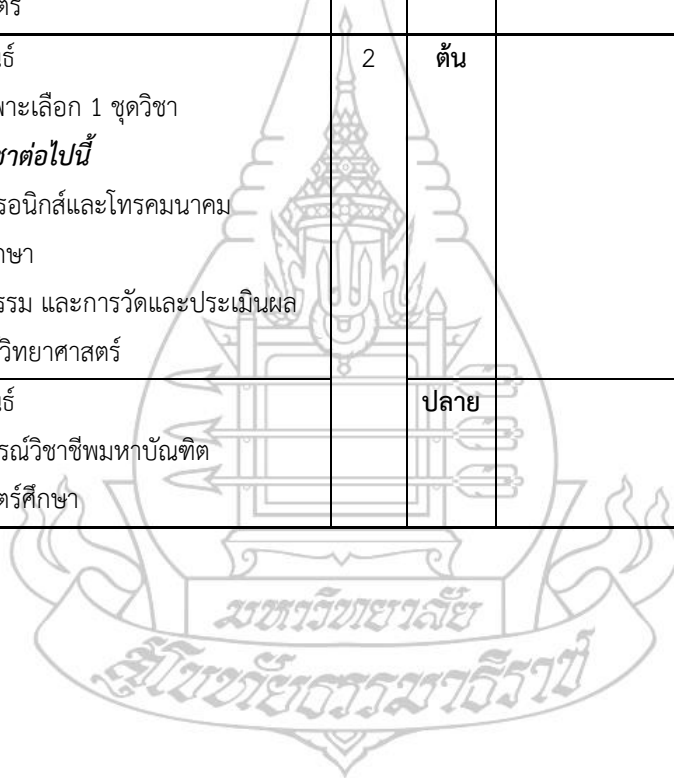 ตร์
นธ์ 2 ต้น
พาะเลือก 1 ชุดวิชา
ชาต่อไปนี้
รอนิกส์และโทรคมนาคม
กษา
รรม และการวัดและประเมินผล
วิทยาศาสตร์
นธ์ ปลาย
รณ์วิชาชีพมหาบัณฑิต
ตร์ศึกษา
มหาวิทยาลัย
สุโขทัยธรรมาธิราช